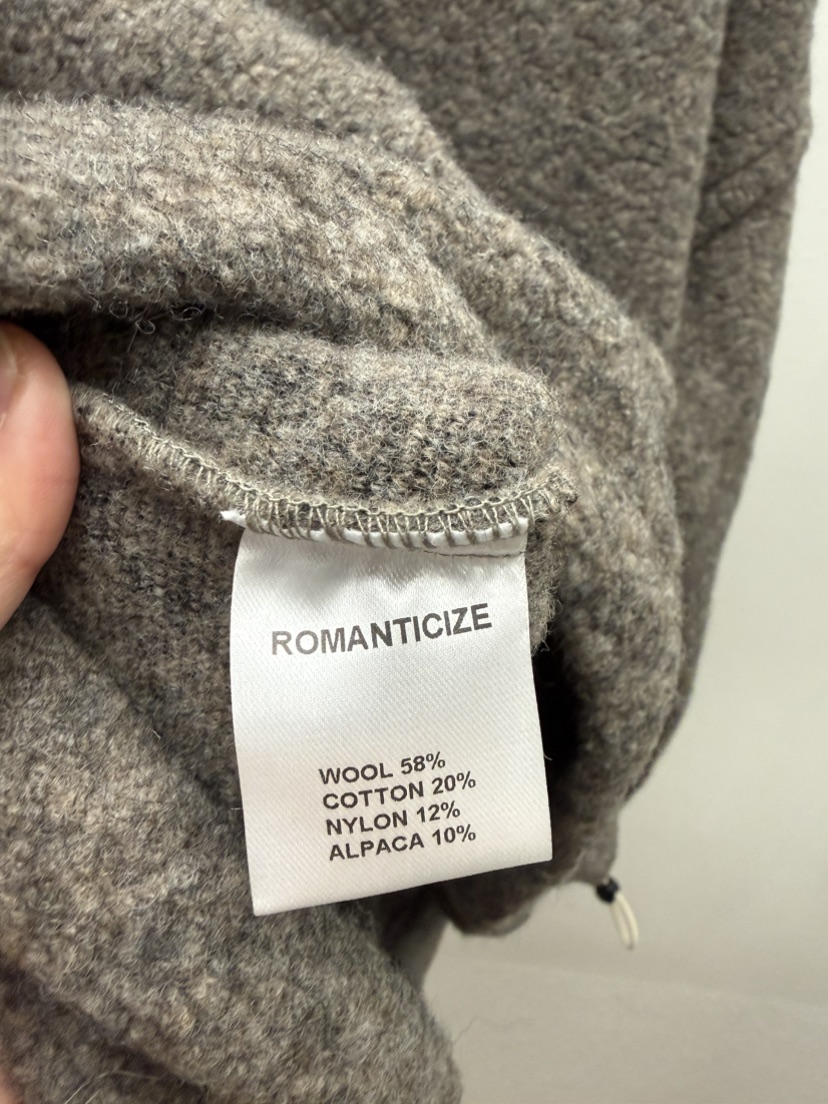 ROMANTICIZE
WOOL 58%
COTTON 20%
NYLON 12%
ALPACA 10%